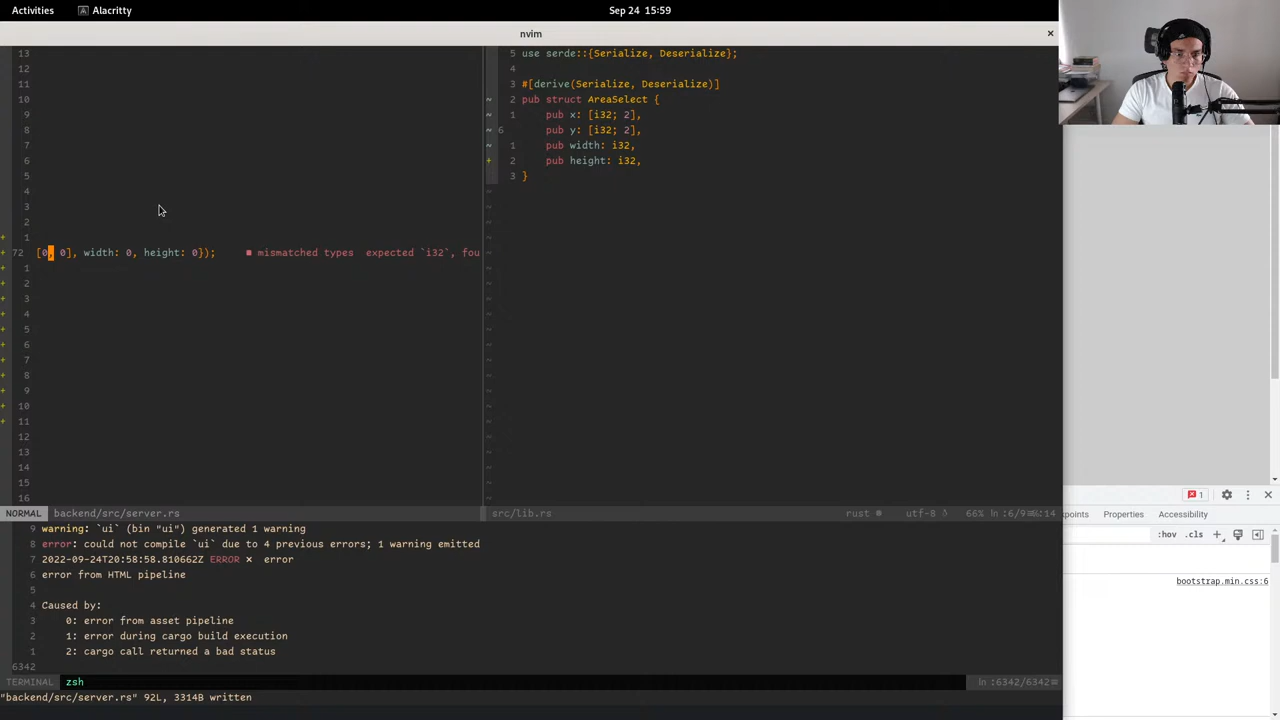 Activities Alacritty Sep 24 15:59
nvim
13
12
11
10
9
8
7
6
5
4
3
2
+ 1
+ 72 [0, 0], width: 0, height: 0}); ■ mismatched types expected `i32`, fou
+ 1
+ 2
+ 3
+ 4
+ 5
+ 6
+ 7
+ 8
+ 9
+ 10
+ 11
12
13
14
15
16
5 use serde::{Serialize, Deserialize};
4
3 #[derive(Serialize, Deserialize)]
~ 2 pub struct AreaSelect {
~ 1 pub x: [i32; 2],
~ 6 pub y: [i32; 2],
~ 1 pub width: i32,
+ 2 pub height: i32,
3 }
NORMAL backend/src/server.rs
src/lib.rs rust utf-8 66% ln:6/9 :14
9 warning: `ui` (bin "ui") generated 1 warning
8 error: could not compile `ui` due to 4 previous errors; 1 warning emitted
7 2022-09-24T20:58:58.810662Z ERROR ✗ error
6 error from HTML pipeline
5
4 Caused by:
3 0: error from asset pipeline
2 1: error during cargo build execution
1 2: cargo call returned a bad status
6342
TERMINAL zsh ln :6342/6342
"backend/src/server.rs" 92L, 3314B written
1
kpoints Properties Accessibility
:hov .cls +
bootstrap.min.css:6